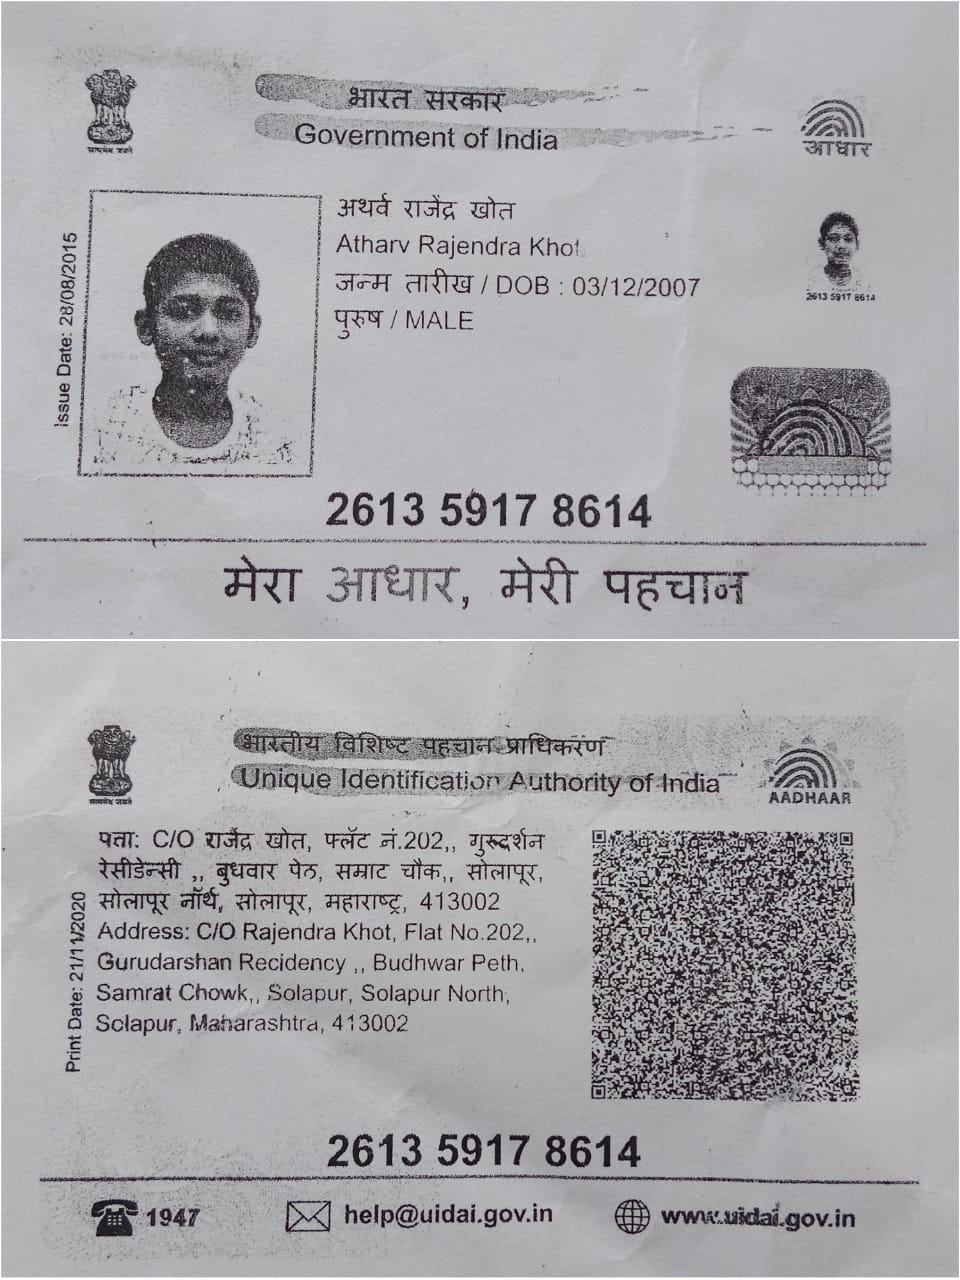 भारत सरकार
Government of India
सत्यमेव जयते
आधार
Issue Date: 28/08/2015
अथर्व राजेंद्र खोत
Atharv Rajendra Khot
जन्म तारीख / DOB : 03/12/2007
पुरुष / MALE
2613 5917 8614
2613 5917 8614
मेरा आधार, मेरी पहचान
भारतीय विशिष्ट पहचान प्राधिकरण
Unique Identification Authority of India
सत्यमेव जयते
AADHAAR
Print Date: 21/11/2020
पत्ता: C/O राजेंद्र खोत, फ्लॅट नं.202,, गुरूदर्शन
रेसीडेन्सी ,, बुधवार पेठ, सम्राट चौक,, सोलापूर,
सोलापूर नॉर्थ, सोलापूर, महाराष्ट्र, 413002
Address: C/O Rajendra Khot, Flat No.202,,
Gurudarshan Recidency ,, Budhwar Peth,
Samrat Chowk,, Solapur, Solapur North,
Solapur, Maharashtra, 413002
2613 5917 8614
1947
help@uidai.gov.in
www.uidai.gov.in